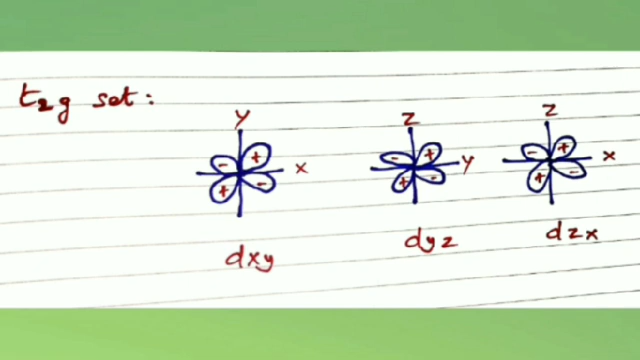 t₂g set:
y z z
+ - + - + -
x y x
+ - + - + -
dxy dyz dzx